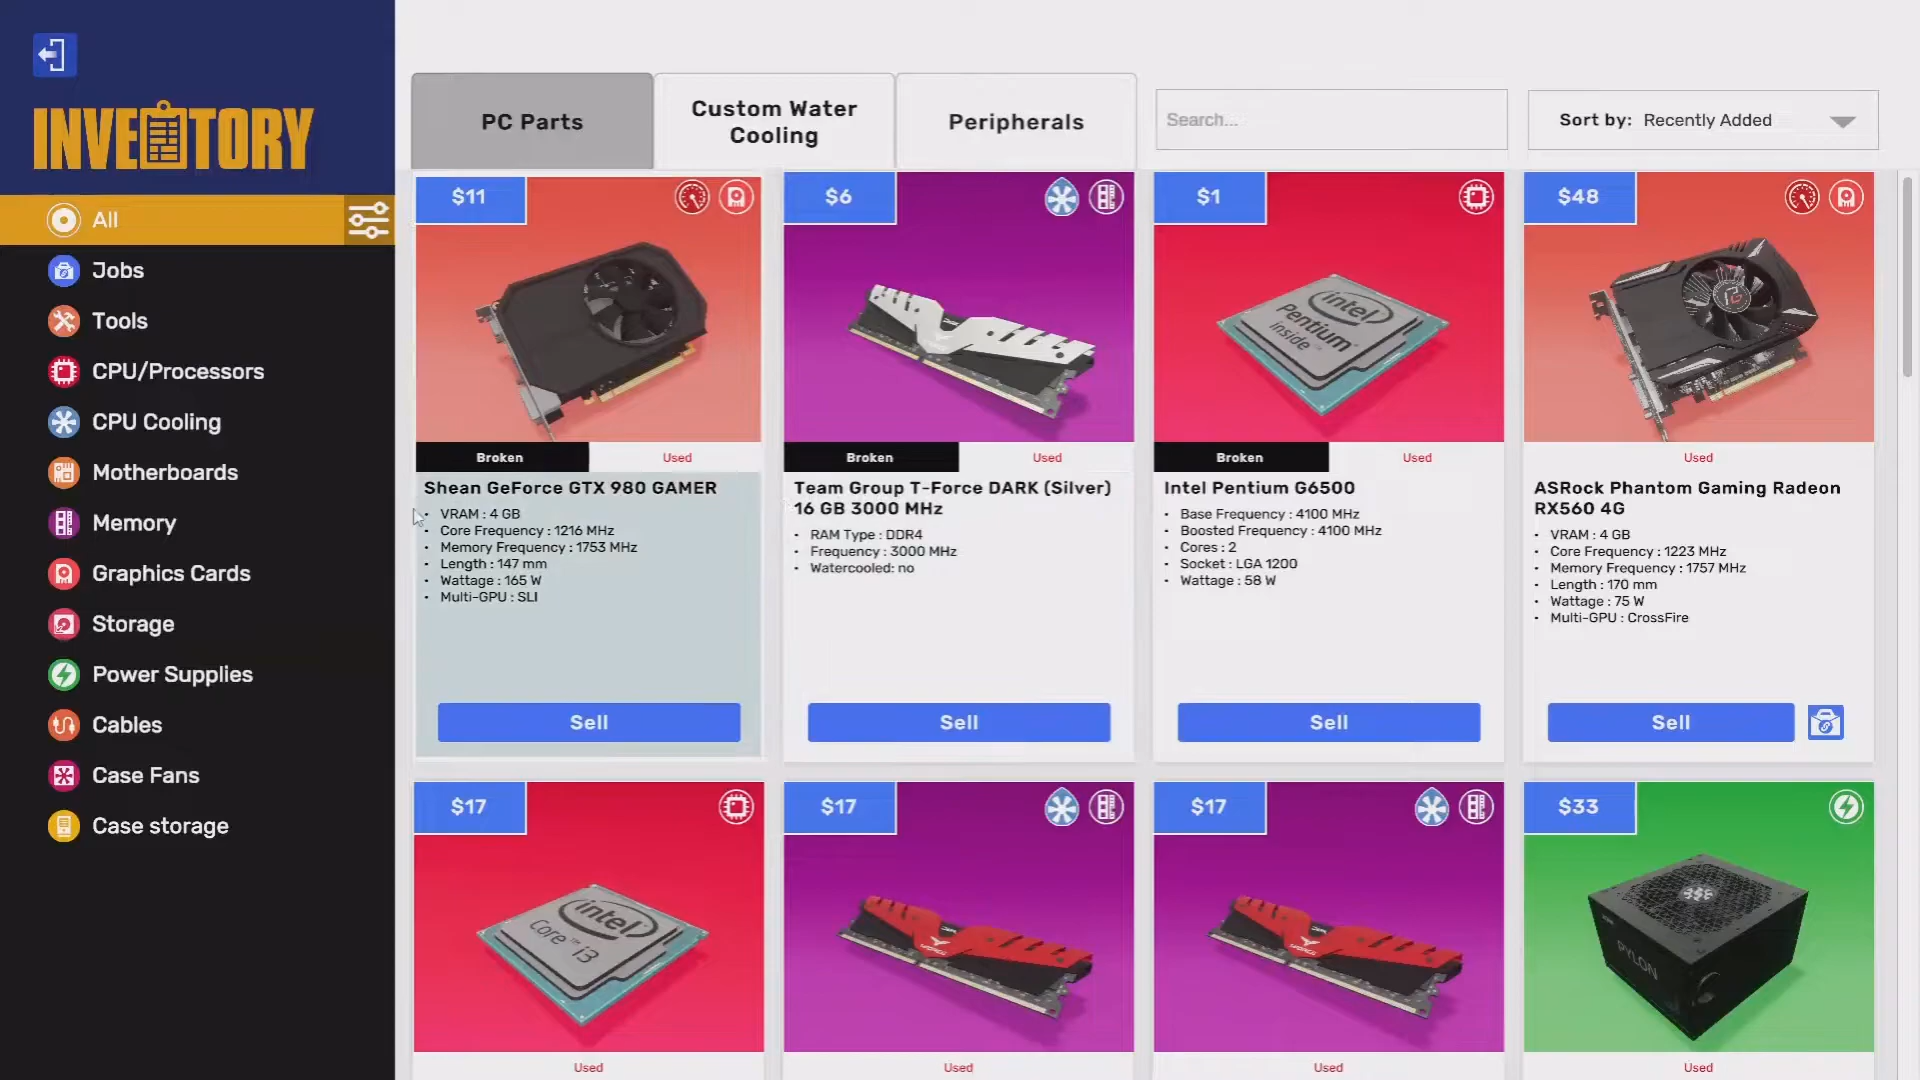 INVENTORY
All
Jobs
Tools
CPU/Processors
CPU Cooling
Motherboards
Memory
Graphics Cards
Storage
Power Supplies
Cables
Case Fans
Case storage
PC Parts
Custom Water
Cooling
Peripherals
Search...
Sort by: Recently Added
$11
Broken
Used
Shean GeForce GTX 980 GAMER
• VRAM : 4 GB
• Core Frequency : 1216 MHz
• Memory Frequency : 1753 MHz
• Length : 147 mm
• Wattage : 165 W
• Multi-GPU : SLI
Sell
$6
Broken
Used
Team Group T-Force DARK (Silver)
16 GB 3000 MHz
• RAM Type : DDR4
• Frequency : 3000 MHz
• Watercooled: no
Sell
$1
intel
Pentium
inside™
Broken
Used
Intel Pentium G6500
• Base Frequency : 4100 MHz
• Boosted Frequency : 4100 MHz
• Cores : 2
• Socket : LGA 1200
• Wattage : 58 W
Sell
$48
Used
ASRock Phantom Gaming Radeon
RX560 4G
• VRAM : 4 GB
• Core Frequency : 1223 MHz
• Memory Frequency : 1757 MHz
• Length : 170 mm
• Wattage : 75 W
• Multi-GPU : CrossFire
Sell
$17
intel
Core™ i3
Used
$17
Used
$17
Used
$33
PYLON
Used